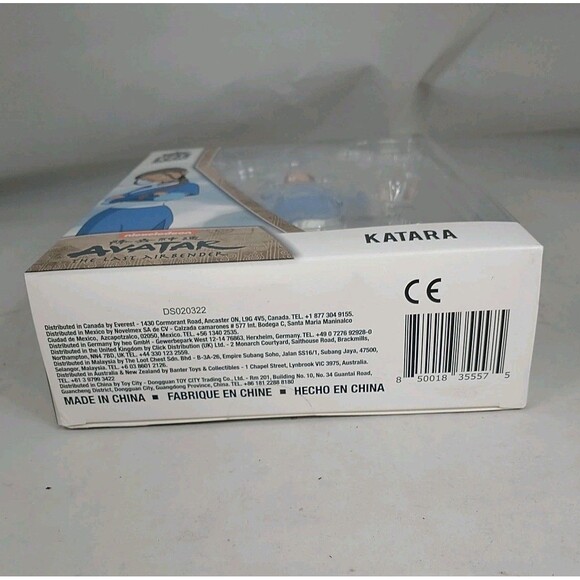 nickelodeon
AVATAR
THE LAST AIRBENDER
KATARA
DS020322
Distributed in Canada by Everest - 1430 Cormorant Road, Ancaster ON, L9G 4V5, Canada, TEL. +1 877 304 9155.
Distributed in Mexico by Novelmex SA de CV - Calzada camarones # 577 Int. Bodega C, Santa Maria Maninalco
Ciudad de Mexico, Azcapotzalco, 02050, Mexico, TEL. +56 1340 2535.
Distributed in Germany by heo GmbH - Gewerbepark West 12-14 76863, Herxheim, Germany. TEL. +49 0 7276 92928-0
Distributed in the United Kingdom by Click Distribution (UK) Ltd. - 2 Monarch Courtyard, Salthouse Road, Brackmills,
Northampton, NN4 7BD, UK, TEL. +44 330 123 2559.
Distributed in Malaysia by The Loot Chest Sdn. Bhd - B-3A-26, Empire Subang Soho, Jalan SS16/1, Subang Jaya, 47500,
Selangor, Malaysia, TEL. +6 03 8601 2126.
Distributed in Australia & New Zealand by Banter Toys & Collectibles - 1 Chapel Street, Lynbrook VIC 3975, Australia.
TEL. +61 3 9799 3422
Distributed in China by Toy City - Dongguan TOY CITY Trading Co., Ltd. - Rm 201, Building No. 10, No. 34 Guantai Road,
Guancheng District, Dongguan City, Guangdong Province, China, TEL. +86 181 2288 8180
MADE IN CHINA ▪ FABRIQUE EN CHINE ▪ HECHO EN CHINA
CE
8 50018 35557 5